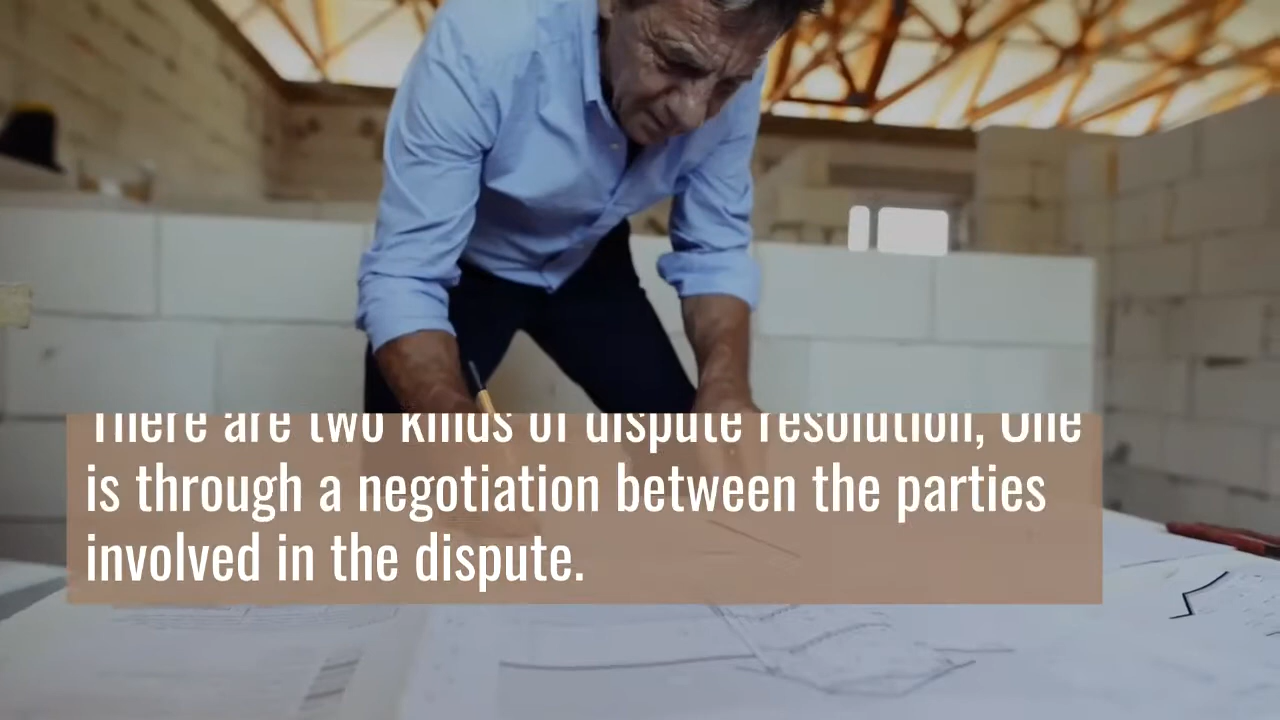 There are two kinds of dispute resolution, One
is through a negotiation between the parties
involved in the dispute.